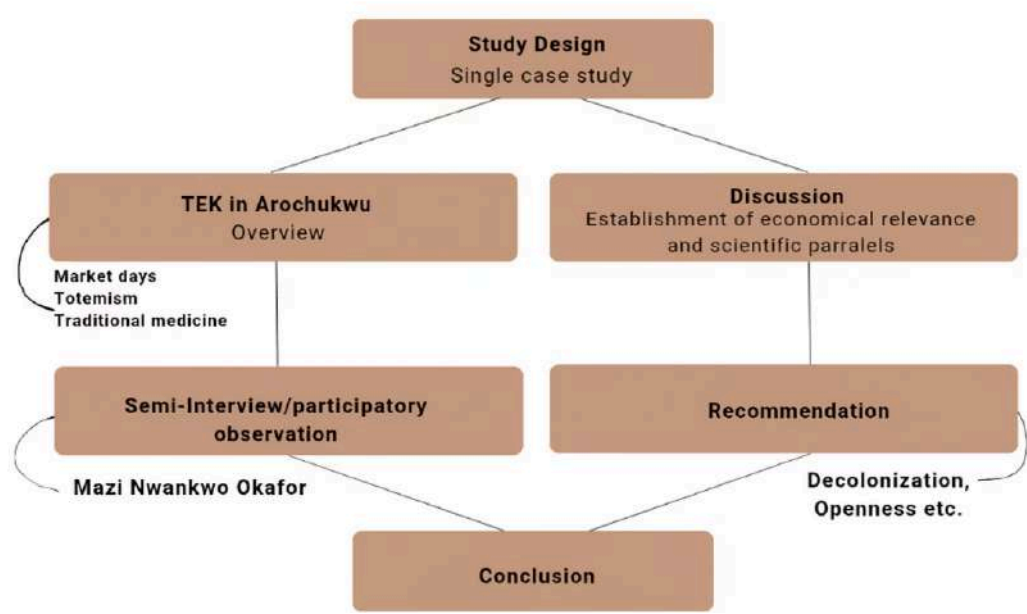 Study Design
Single case study
TEK in Arochukwu
Overview
Market days
Totemism
Traditional medicine
Discussion
Establishment of economical relevance
and scientific parralels
Semi-Interview/participatory
observation
Mazi Nwankwo Okafor
Recommendation
Decolonization,
Openness etc.
Conclusion